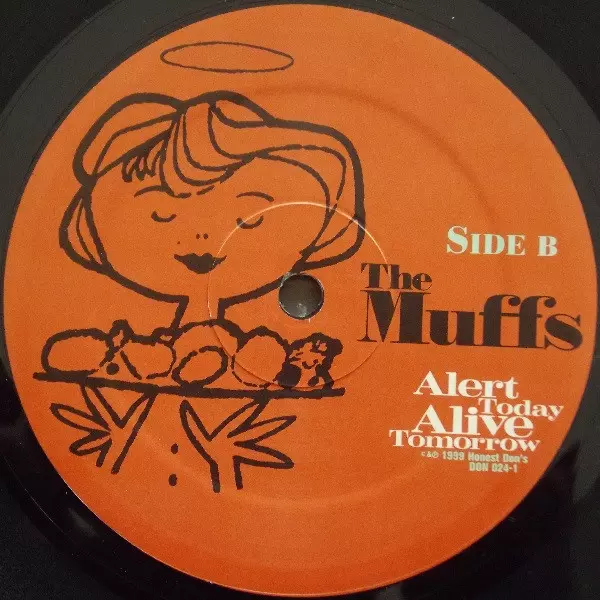 SIDE B
The
Muffs
Alert
Today
Alive
Tomorrow
©&℗ 1999 Honest Don's
DON 024-1